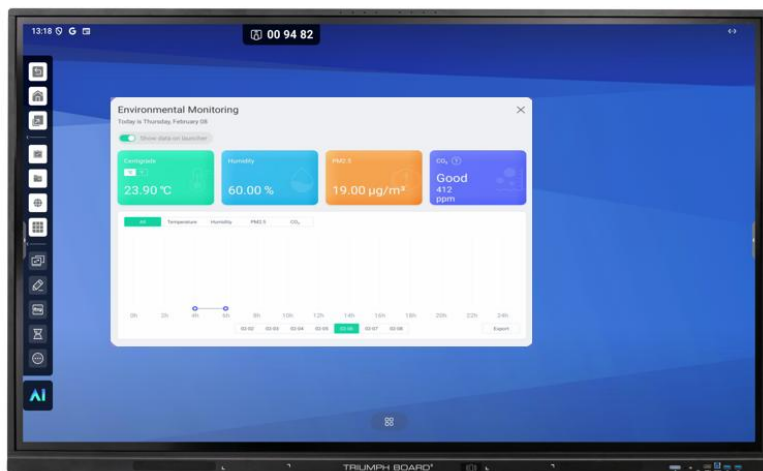 13:18 G
00 94 82
Environmental Monitoring
Today is Thursday, February 08
Show data on launcher
Centigrade
Humidity
PM2.5
CO₂ ?
23.90 ℃
60.00 %
19.00 μg/m³
Good
412
ppm
All Temperature Humidity PM2.5 CO₂
0h 2h 4h 6h 8h 10h 12h 14h 16h 18h 20h 22h 24h
02-02 02-03 02-04 02-05 02-06 02-07 02-08 Export
Ai
TRIUMPH BOARD